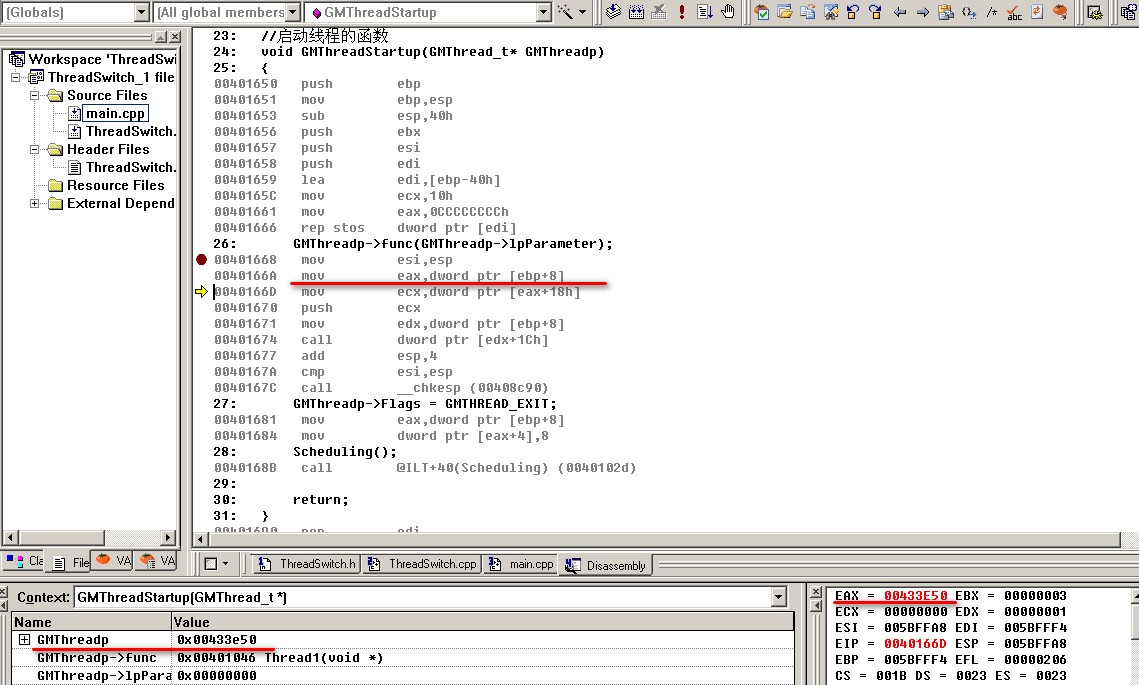 (Globals) (All global members) GMThreadStartup
Workspace 'ThreadSwi
ThreadSwitch_1 file
Source Files
main.cpp
ThreadSwitch.
Header Files
ThreadSwitch.
Resource Files
External Depend
23: //启动线程的函数
24: void GMThreadStartup(GMThread_t* GMThreadp)
25: {
00401650 push ebp
00401651 mov ebp,esp
00401653 sub esp,40h
00401656 push ebx
00401657 push esi
00401658 push edi
00401659 lea edi,[ebp-40h]
0040165C mov ecx,10h
00401661 mov eax,0CCCCCCCCh
00401666 rep stos dword ptr [edi]
26: GMThreadp->func(GMThreadp->lpParameter);
00401668 mov esi,esp
0040166A mov eax,dword ptr [ebp+8]
0040166D mov ecx,dword ptr [eax+18h]
00401670 push ecx
00401671 mov edx,dword ptr [ebp+8]
00401674 call dword ptr [edx+1Ch]
00401677 add esp,4
0040167A cmp esi,esp
0040167C call __chkesp (00408c90)
27: GMThreadp->Flags = GMTHREAD_EXIT;
00401681 mov eax,dword ptr [ebp+8]
00401684 mov dword ptr [eax+4],8
28: Scheduling();
0040168B call @ILT+40(Scheduling) (0040102d)
29:
30: return;
31: }
00401690 pop edi
Cla File VA VA
ThreadSwitch.h ThreadSwitch.cpp main.cpp Disassembly
Context: GMThreadStartup(GMThread_t *)
Name Value
GMThreadp 0x00433e50
GMThreadp->func 0x00401046 Thread1(void *)
GMThreadp->lpPara 0x00000000
EAX = 00433E50 EBX = 00000003
ECX = 00000000 EDX = 00000001
ESI = 005BFFA8 EDI = 005BFFF4
EIP = 0040166D ESP = 005BFFA8
EBP = 005BFFF4 EFL = 00000206
CS = 001B DS = 0023 ES = 0023